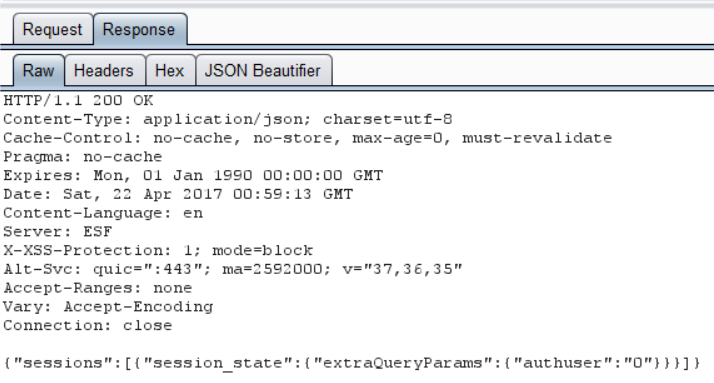 Request Response
Raw Headers Hex JSON Beautifier
HTTP/1.1 200 OK
Content-Type: application/json; charset=utf-8
Cache-Control: no-cache, no-store, max-age=0, must-revalidate
Pragma: no-cache
Expires: Mon, 01 Jan 1990 00:00:00 GMT
Date: Sat, 22 Apr 2017 00:59:13 GMT
Content-Language: en
Server: ESF
X-XSS-Protection: 1; mode=block
Alt-Svc: quic=":443"; ma=2592000; v="37,36,35"
Accept-Ranges: none
Vary: Accept-Encoding
Connection: close
{"sessions":[{"session_state":{"extraQueryParams":{"authuser":"0"}}}]}